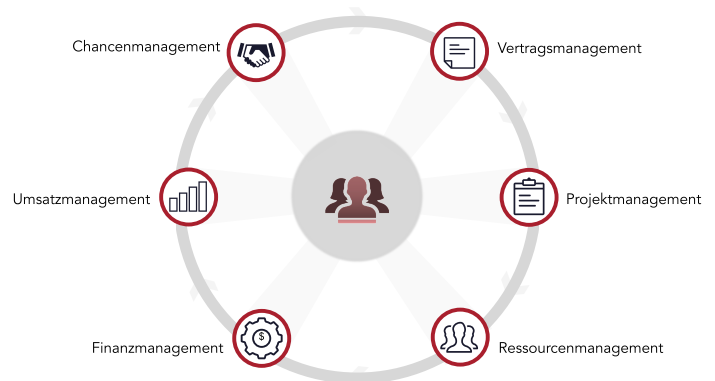 Chancenmanagement
Vertragsmanagement
Umsatzmanagement
Projektmanagement
$
Finanzmanagement
Ressourcenmanagement